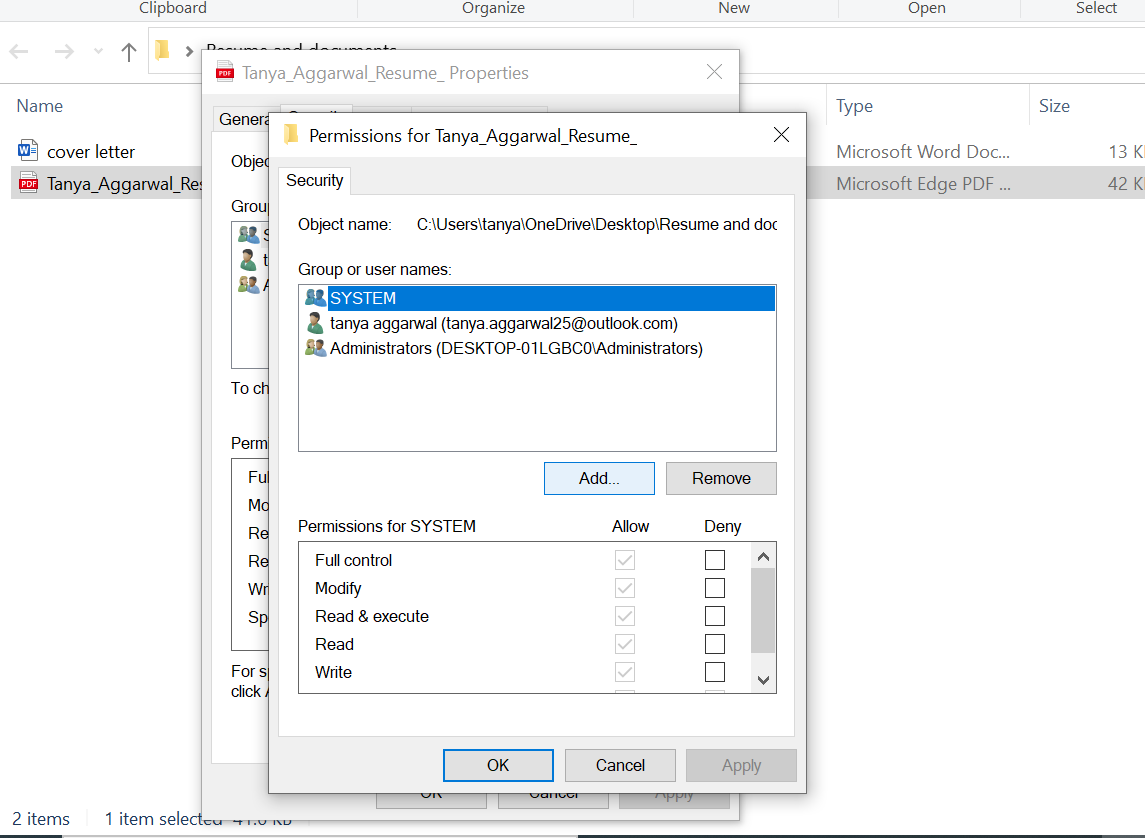 Clipboard Organize New Open Select
Resume and documents
Tanya_Aggarwal_Resume_ Properties
Name Type Size
Genera
Permissions for Tanya_Aggarwal_Resume_
cover letter Microsoft Word Doc... 13 K
Security
Tanya_Aggarwal_Res Microsoft Edge PDF ... 42 K
Objec
Object name: C:\Users\tanya\OneDrive\Desktop\Resume and doc
Group
Group or user names:
SYSTEM
tanya aggarwal (tanya.aggarwal25@outlook.com)
Administrators (DESKTOP-01LGBC0\Administrators)
To ch
Perm
Add... Remove
Permissions for SYSTEM Allow Deny
Full control
Modify
Read & execute
Read
Write
Ful
Mo
Re
Re
Wr
Sp
For sp
click A
OK Cancel Apply
OK Cancel Apply
2 items 1 item selected 41.6 KB